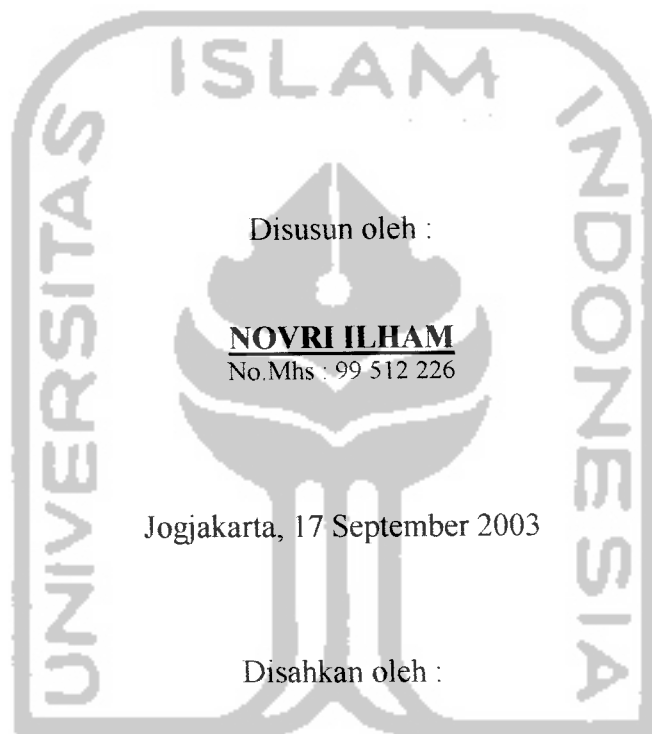 UNIVERSITAS ISLAM INDONESIA
Disusun oleh :
NOVRI ILHAM
No.Mhs : 99 512 226
Jogjakarta, 17 September 2003
Disahkan oleh :